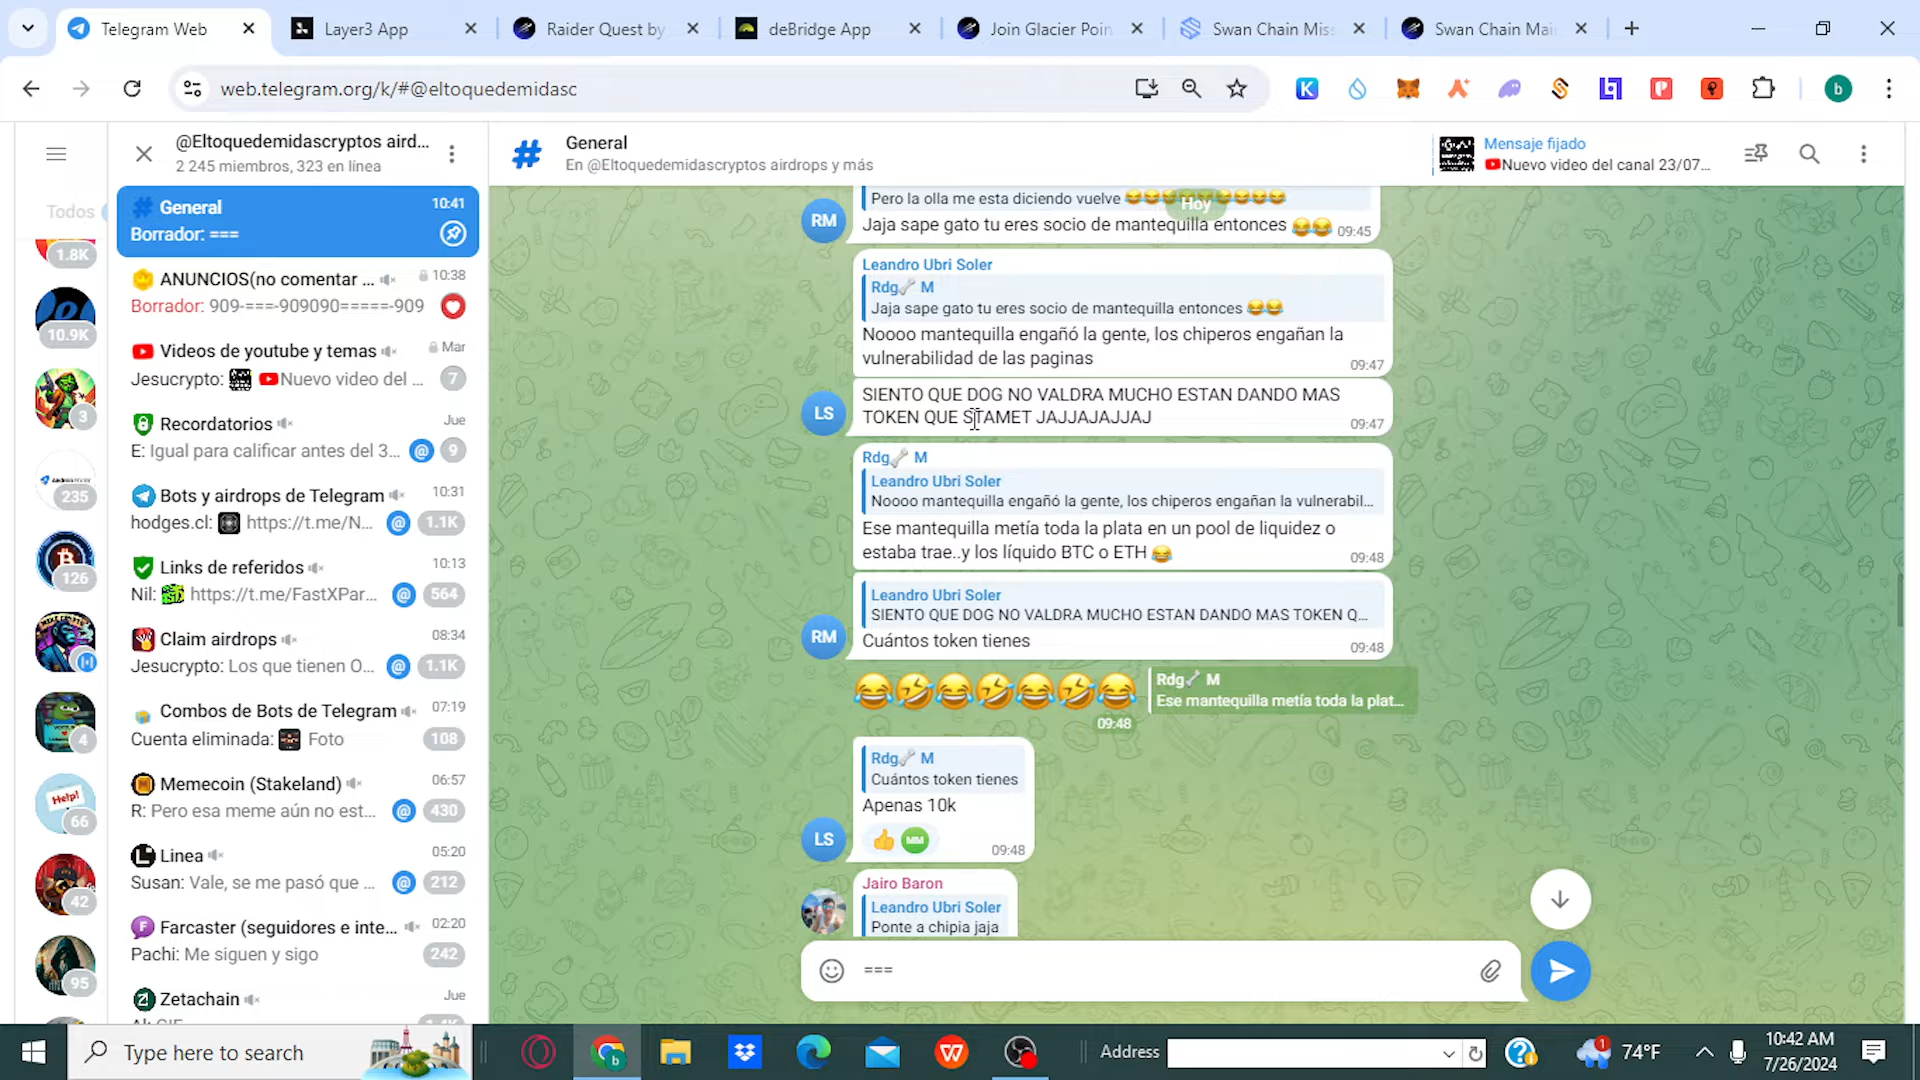 Telegram Web
Layer3 App
Raider Quest by
deBridge App
Join Glacier Poin
Swan Chain Miss
Swan Chain Mai
web.telegram.org/k/#@eltoquedemidasc
b
@Eltoquedemidascryptos aird...
2 245 miembros, 323 en línea
General
En @Eltoquedemidascryptos airdrops y más
Mensaje fijado
Nuevo video del canal 23/07...
Todos
1.8K
10.9K
3
235
126
4
66
42
95
General 10:41
Borrador: ===
ANUNCIOS(no comentar ... 10:38
Borrador: 909-===-909090=====-909
Videos de youtube y temas Mar
Jesucrypto: Nuevo video del ... 7
Recordatorios Jue
E: Igual para calificar antes del 3... @ 9
Bots y airdrops de Telegram 10:31
hodges.cl: https://t.me/N... @ 1.1K
Links de referidos 10:13
Nil: https://t.me/FastXPar... @ 564
Claim airdrops 08:34
Jesucrypto: Los que tienen O... @ 1.1K
Combos de Bots de Telegram 07:19
Cuenta eliminada: Foto 108
Memecoin (Stakeland) 06:57
R: Pero esa meme aún no est... @ 430
Linea 05:20
Susan: Vale, se me pasó que ... @ 212
Farcaster (seguidores e inte... 02:20
Pachi: Me siguen y sigo 242
Zetachain Jue
Hoy
Pero la olla me esta diciendo vuelve 😂😂😂😂😂😂😂😂😂
RM
Jaja sape gato tu eres socio de mantequilla entonces 😂😂 09:45
Leandro Ubri Soler
Rdg🦯 M
Jaja sape gato tu eres socio de mantequilla entonces 😂😂
Noooo mantequilla engañó la gente, los chiperos engañan la
vulnerabilidad de las paginas 09:47
LS
SIENTO QUE DOG NO VALDRA MUCHO ESTAN DANDO MAS
TOKEN QUE STAMET JAJJAJAJJAJ 09:47
Rdg🦯 M
Leandro Ubri Soler
Noooo mantequilla engañó la gente, los chiperos engañan la vulnerabil...
Ese mantequilla metía toda la plata en un pool de liquidez o
estaba trae..y los líquido BTC o ETH 😂 09:48
Leandro Ubri Soler
SIENTO QUE DOG NO VALDRA MUCHO ESTAN DANDO MAS TOKEN Q...
RM
Cuántos token tienes 09:48
😂🤣😂🤣😂🤣😂
09:48
Rdg🦯 M
Ese mantequilla metía toda la plat...
Rdg🦯 M
Cuántos token tienes
Apenas 10k
LS
👍 MM 09:48
Jairo Baron
Leandro Ubri Soler
Ponte a chipia jaja
===
Type here to search
Address
1
74°F
10:42 AM
7/26/2024